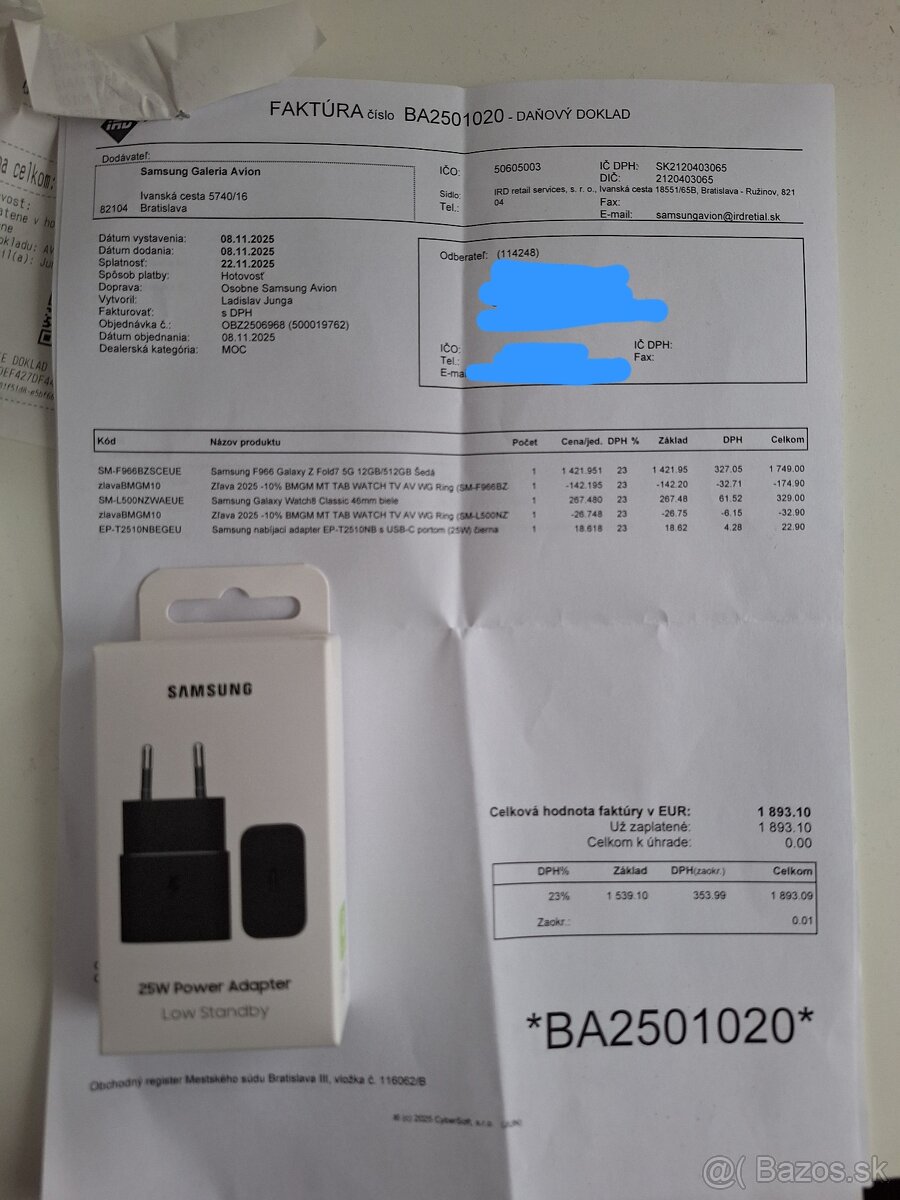 FAKTÚRA číslo BA2501020 - DAŇOVÝ DOKLAD
IRD
Dodávateľ:
Samsung Galeria Avion
Ivanská cesta 5740/16
82104 Bratislava
IČO: 50605003
IČ DPH: SK2120403065
DIČ: 2120403065
Sídlo: IRD retail services, s. r. o., Ivanská cesta 18551/65B, Bratislava - Ružinov, 821
04
Tel.:
Fax:
E-mail: samsungavion@irdretial.sk
Dátum vystavenia: 08.11.2025
Dátum dodania: 08.11.2025
Splatnosť: 22.11.2025
Spôsob platby: Hotovosť
Doprava: Osobne Samsung Avion
Vytvoril: Ladislav Junga
Fakturovať: s DPH
Objednávka č.: OBZ2506968 (500019762)
Dátum objednania: 08.11.2025
Dealerská kategória: MOC
Odberateľ: (114248)
IČO:
Tel.:
E-mai
IČ DPH:
Fax:
Kód Názov produktu Počet Cena/jed. DPH % Základ DPH Celkom
SM-F966BZSCEUE Samsung F966 Galaxy Z Fold7 5G 12GB/512GB Šedá 1 1 421.951 23 1 421.95 327.05 1 749.00
zlavaBMGM10 Zľava 2025 -10% BMGM MT TAB WATCH TV AV WG Ring (SM-F966BZ 1 -142.195 23 -142.20 -32.71 -174.90
SM-L500NZWAEUE Samsung Galaxy Watch8 Classic 46mm biele 1 267.480 23 267.48 61.52 329.00
zlavaBMGM10 Zľava 2025 -10% BMGM MT TAB WATCH TV AV WG Ring (SM-L500NZ 1 -26.748 23 -26.75 -6.15 -32.90
EP-T2510NBEGEU Samsung nabíjací adapter EP-T2510NB s USB-C portom (25W) čierna 1 18.618 23 18.62 4.28 22.90
SAMSUNG
25W Power Adapter
Low Standby
Celková hodnota faktúry v EUR: 1 893.10
Už zaplatené: 1 893.10
Celkom k úhrade: 0.00
DPH% Základ DPH(zaokr.) Celkom
23% 1 539.10 353.99 1 893.09
Zaokr.: 0.01
*BA2501020*
Obchodný register Mestského súdu Bratislava III, vložka č. 116062/B
(c) 2025 CyberSoft, s.r.o.
celkom:
@( Bazos.sk